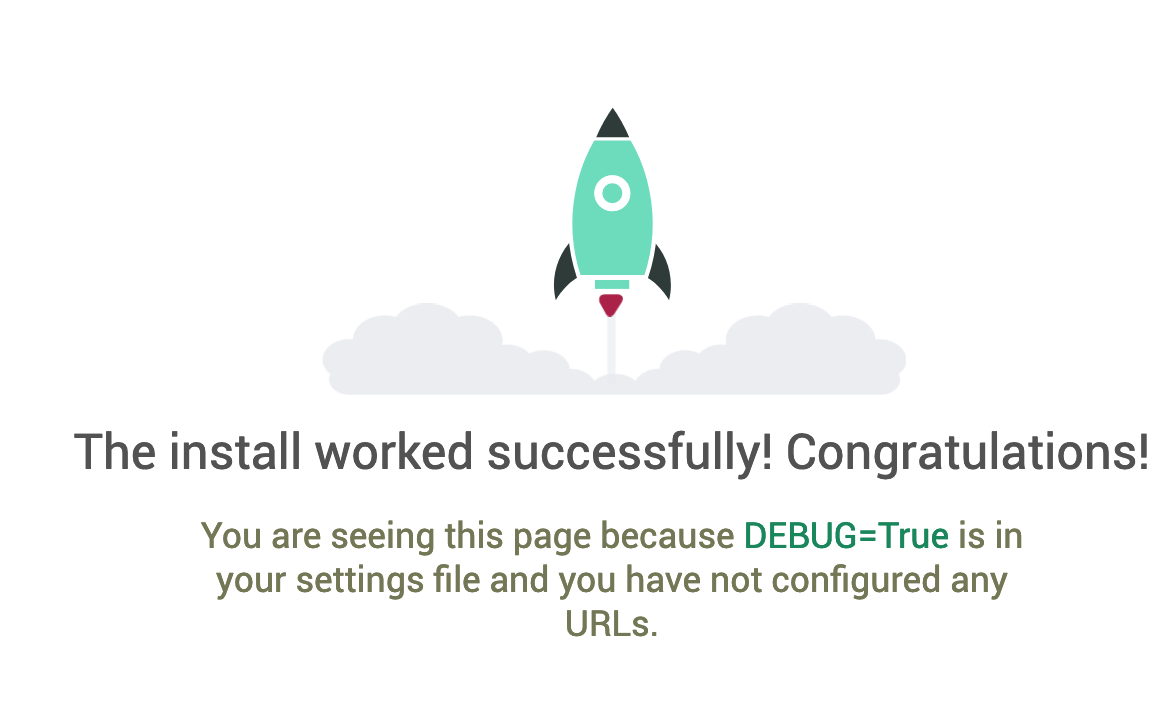 The install worked successfully! Congratulations!
You are seeing this page because DEBUG=True is in
your settings file and you have not configured any
URLs.